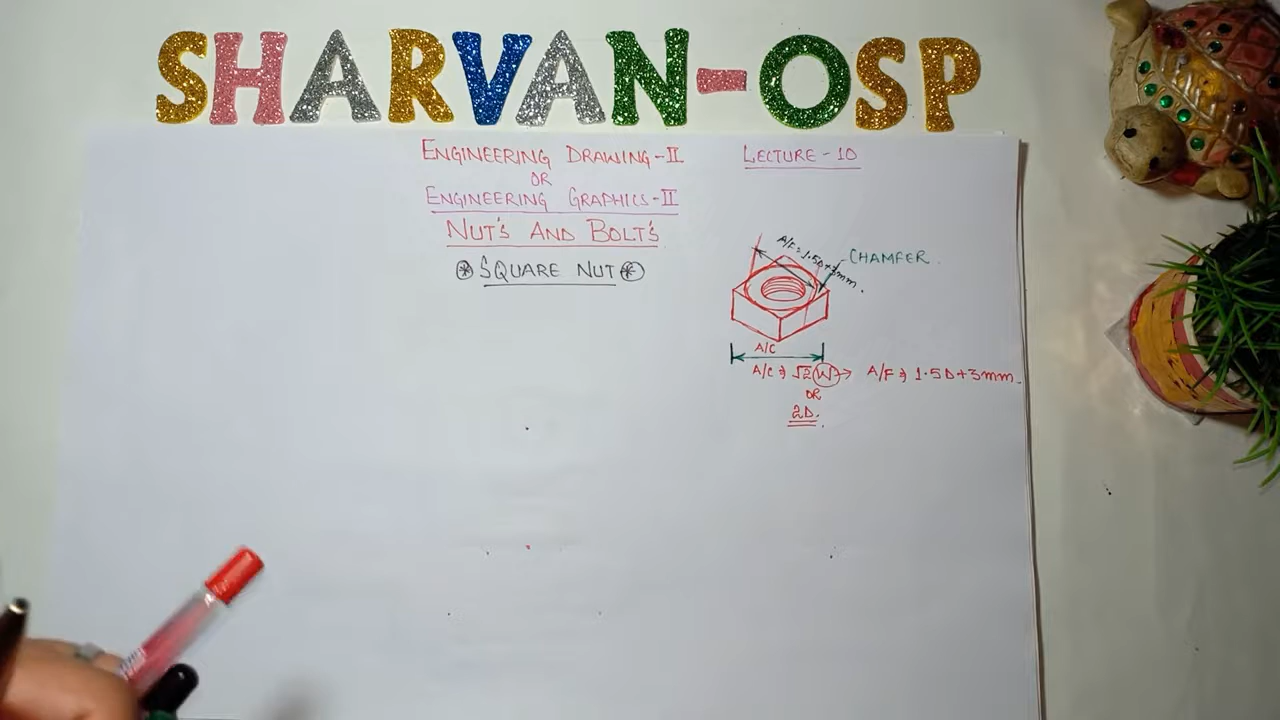 SHARVAN-OSP
ENGINEERING DRAWING-II
OR
ENGINEERING GRAPHICS-II
NUT'S AND BOLT'S
SQUARE NUT
LECTURE-10
A/F=1.5D+3mm.
CHAMFER.
A/C
A/C → √2 W → A/F → 1.5D+3mm.
OR
2D.